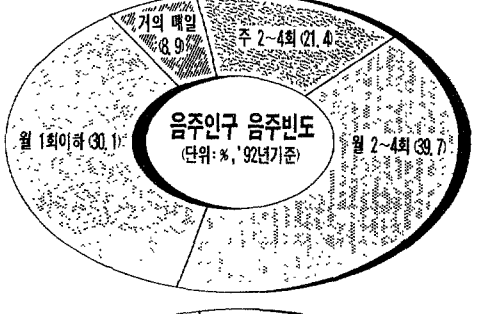 거의 매일
(8.9)
주 2~4회 (21.4)
음주인구 음주빈도
(단위: %, '92년기준)
월 1회이하 (30.1)
월 2~4회 (39.7)